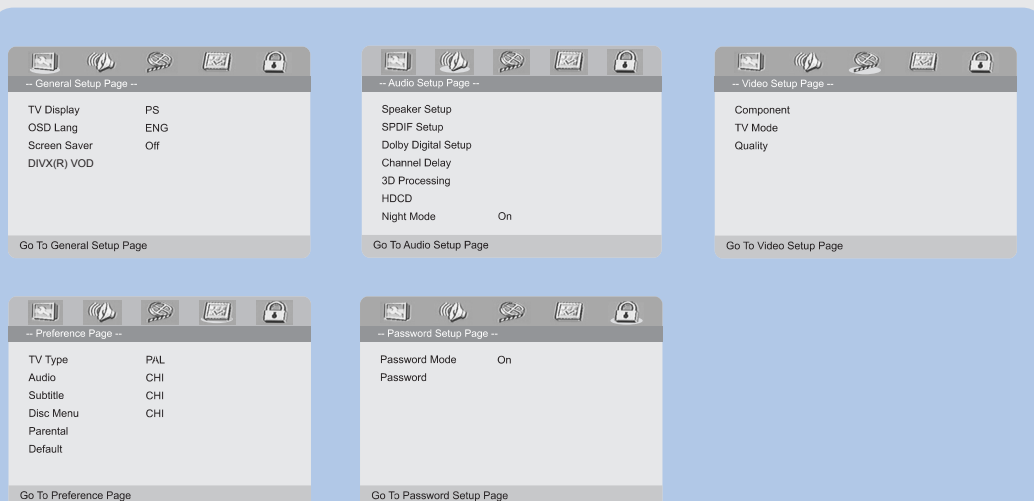 -- General Setup Page --
TV Display PS
OSD Lang ENG
Screen Saver Off
DIVX(R) VOD
Go To General Setup Page
-- Audio Setup Page --
Speaker Setup
SPDIF Setup
Dolby Digital Setup
Channel Delay
3D Processing
HDCD
Night Mode On
Go To Audio Setup Page
-- Video Setup Page --
Component
TV Mode
Quality
Go To Video Setup Page
-- Preference Page --
TV Type PAL
Audio CHI
Subtitle CHI
Disc Menu CHI
Parental
Default
Go To Preference Page
-- Password Setup Page --
Password Mode On
Password
Go To Password Setup Page